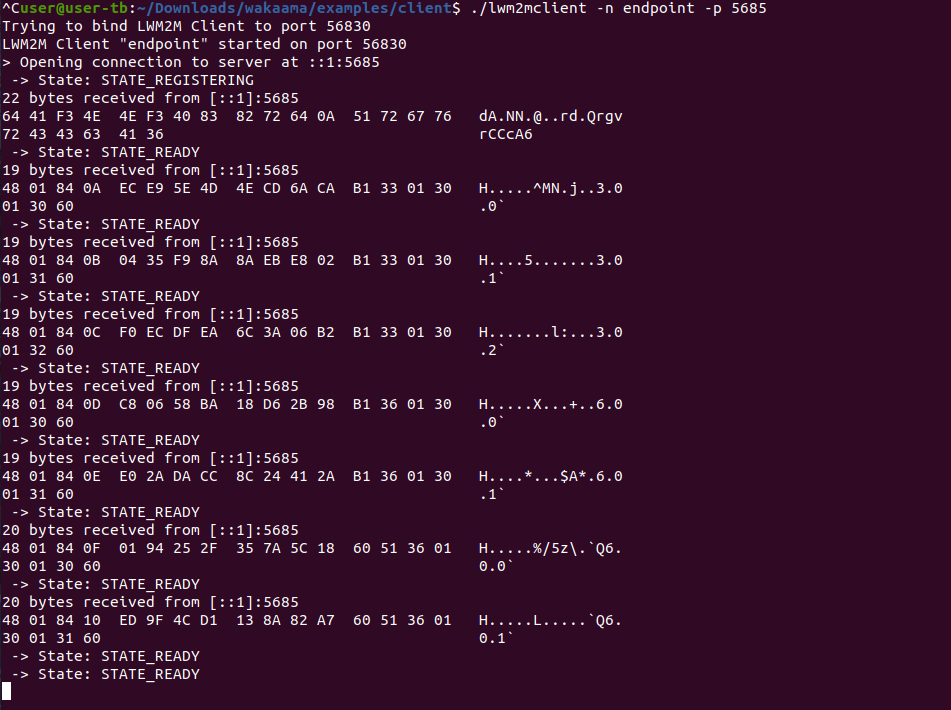 ^Cuser@user-tb:~/Downloads/wakaama/examples/client$ ./lwm2mclient -n endpoint -p 5685
Trying to bind LWM2M Client to port 56830
LWM2M Client "endpoint" started on port 56830
> Opening connection to server at ::1:5685
 -> State: STATE_REGISTERING
22 bytes received from [::1]:5685
64 41 F3 4E  4E F3 40 83  82 72 64 0A  51 72 67 76   dA.NN.@..rd.Qrgv
72 43 43 63  41 36                                   rCCcA6
 -> State: STATE_READY
19 bytes received from [::1]:5685
48 01 84 0A  EC E9 5E 4D  4E CD 6A CA  B1 33 01 30   H.....^MN.j..3.0
01 30 60                                             .0`
 -> State: STATE_READY
19 bytes received from [::1]:5685
48 01 84 0B  04 35 F9 8A  8A EB E8 02  B1 33 01 30   H....5.......3.0
01 31 60                                             .1`
 -> State: STATE_READY
19 bytes received from [::1]:5685
48 01 84 0C  F0 EC DF EA  6C 3A 06 B2  B1 33 01 30   H.......l:...3.0
01 32 60                                             .2`
 -> State: STATE_READY
19 bytes received from [::1]:5685
48 01 84 0D  C8 06 58 BA  18 D6 2B 98  B1 36 01 30   H.....X...+..6.0
01 30 60                                             .0`
 -> State: STATE_READY
19 bytes received from [::1]:5685
48 01 84 0E  E0 2A DA CC  8C 24 41 2A  B1 36 01 30   H....*...$A*.6.0
01 31 60                                             .1`
 -> State: STATE_READY
20 bytes received from [::1]:5685
48 01 84 0F  01 94 25 2F  35 7A 5C 18  60 51 36 01   H.....%/5z\.`Q6.
30 01 30 60                                          0.0`
 -> State: STATE_READY
20 bytes received from [::1]:5685
48 01 84 10  ED 9F 4C D1  13 8A 82 A7  60 51 36 01   H.....L.....`Q6.
30 01 31 60                                          0.1`
 -> State: STATE_READY
 -> State: STATE_READY